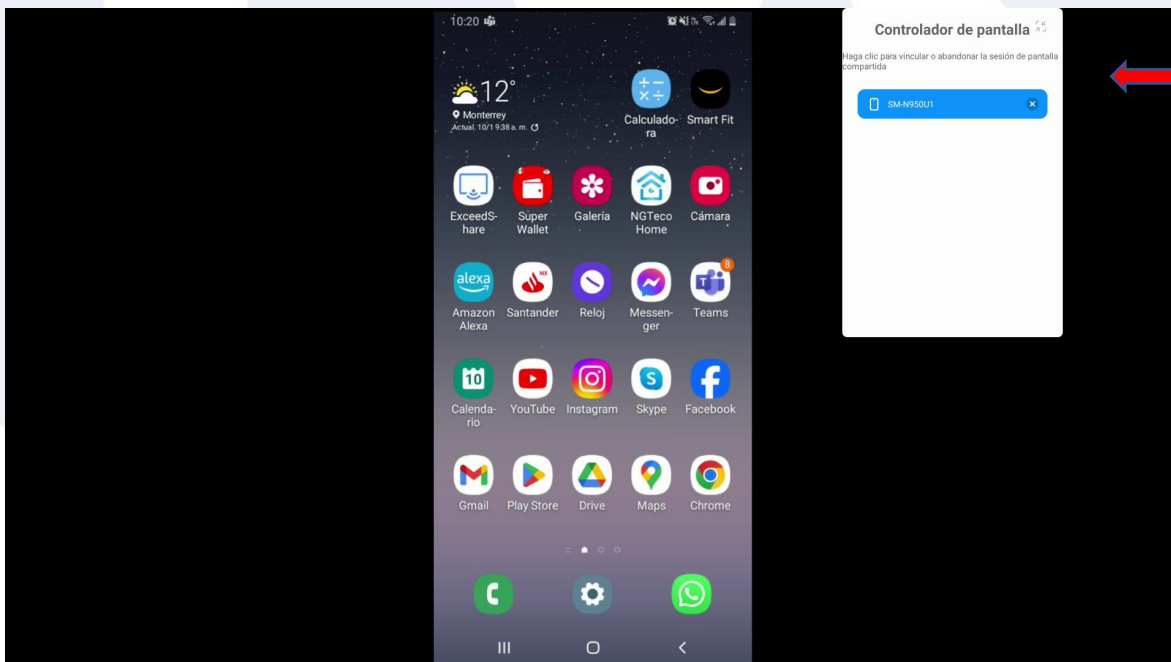 10:20
Controlador de pantalla
Haga clic para vincular o abandonar la sesión de pantalla
compartida
SM-N950U1
12°
Monterrey
Actual. 10/1 9:38 a. m.
Calculado-
ra
Smart Fit
ExceedS-
hare
Super
Wallet
Galería
NGTeco
Home
Cámara
alexa
MX
8
Amazon
Alexa
Santander
Reloj
Messen-
ger
Teams
10
Calenda-
rio
YouTube
Instagram
Skype
Facebook
Gmail
Play Store
Drive
Maps
Chrome